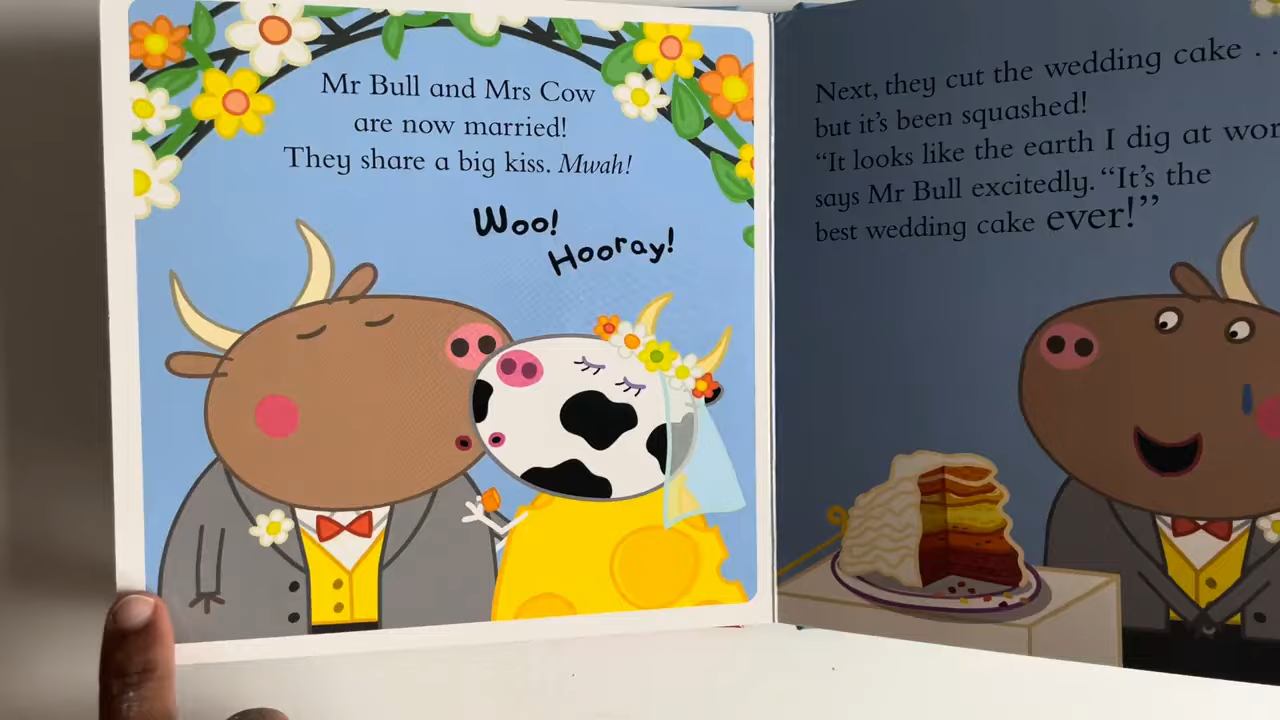 Mr Bull and Mrs Cow
are now married!
They share a big kiss. Mwah!
Woo!
Hooray!
Next, they cut the wedding cake . .
but it's been squashed!
“It looks like the earth I dig at
says Mr Bull excitedly. “It's the
best wedding cake ever!”